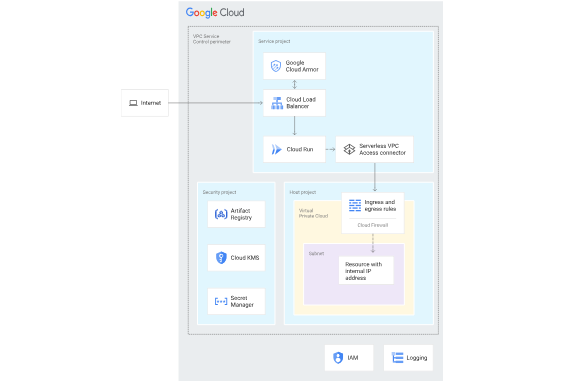 Google Cloud
VPC Service
Control perimeter
Service project
Google
Cloud Armor
Internet
Cloud Load
Balancer
Cloud Run
Serverless VPC
Access connector
Security project
Host project
Artifact
Registry
Virtual
Private Cloud
Ingress and
egress rules
Cloud Firewall
Cloud KMS
Subnet
Resource with
internal IP
address
Secret
Manager
IAM
Logging